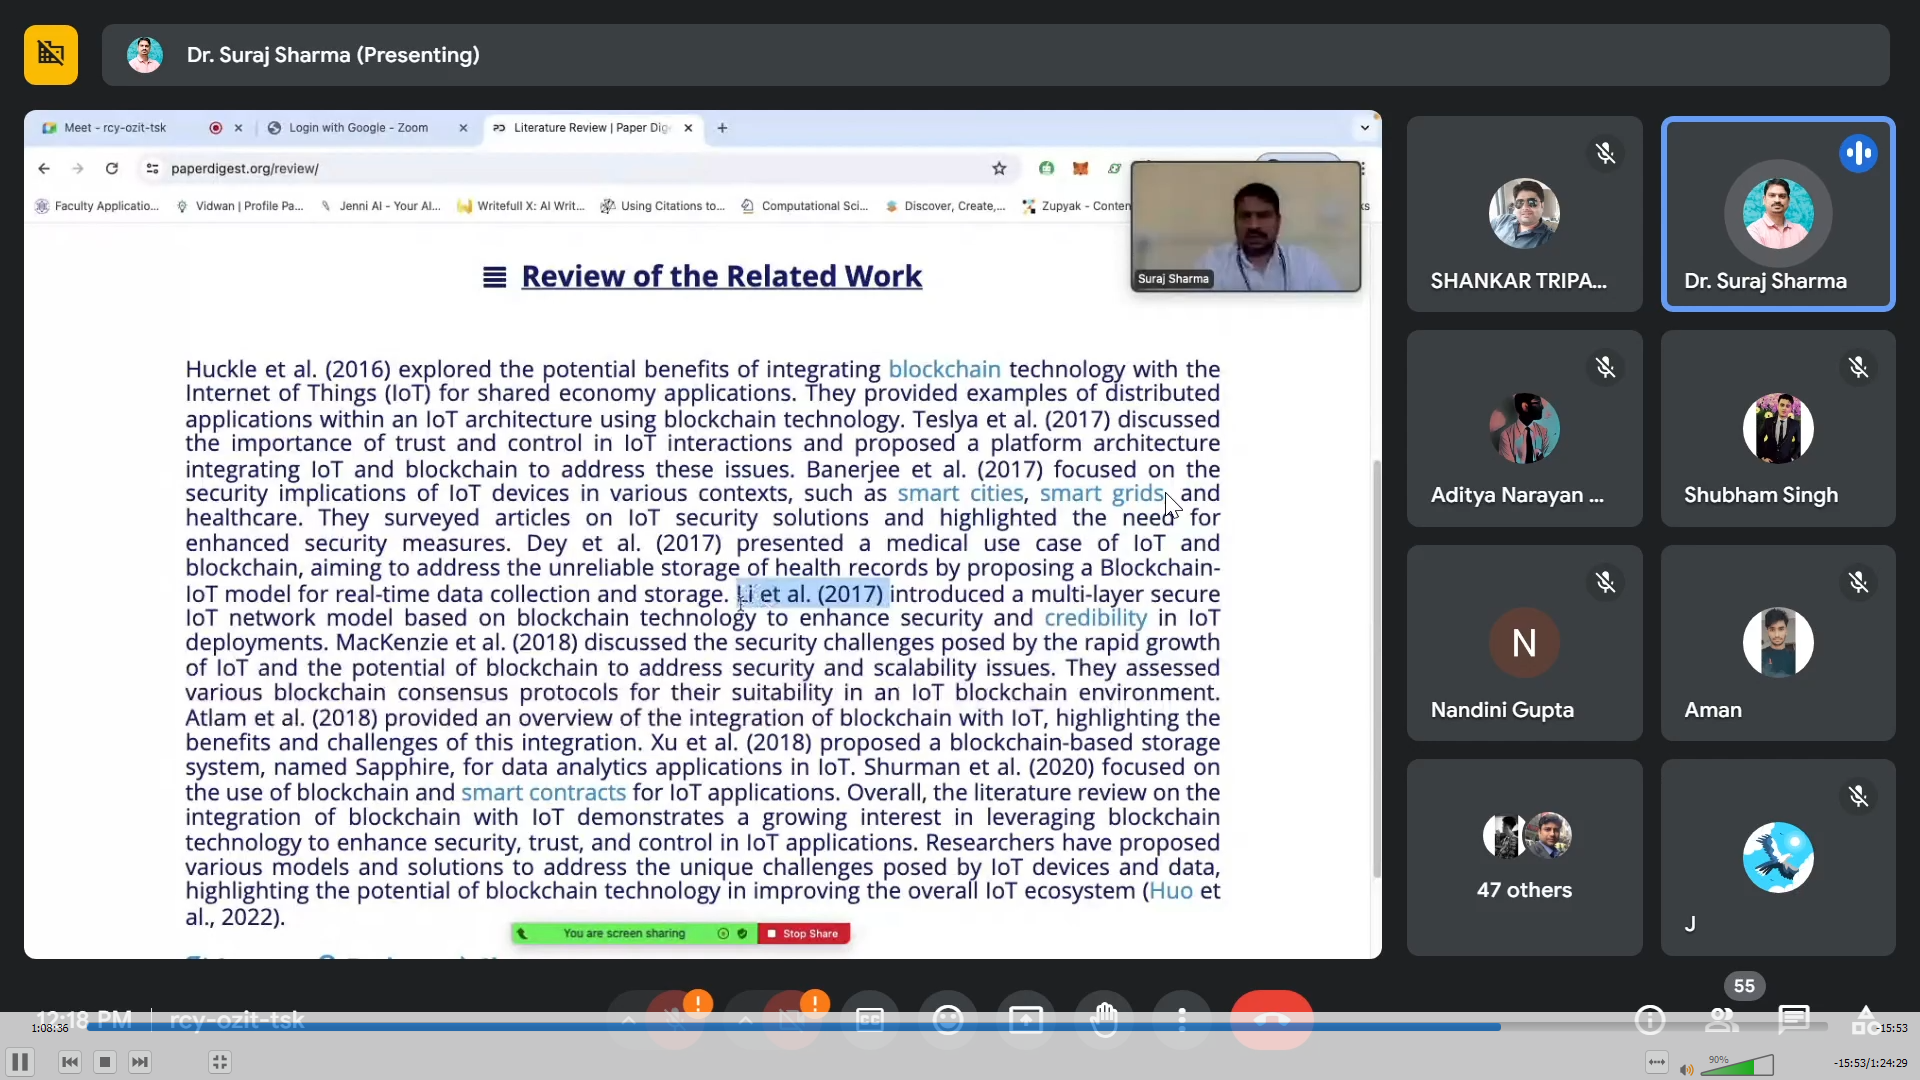 Dr. Suraj Sharma (Presenting)
Meet - rcy-ozit-tsk
Login with Google - Zoom
Literature Review | Paper Dig
paperdigest.org/review/
Faculty Applicatio...
Vidwan | Profile Pa...
Jenni AI - Your AI...
Writefull X: AI Writ...
Using Citations to...
Computational Sci...
Discover, Create,...
Zupyak - Conten
Suraj Sharma
Review of the Related Work
Huckle et al. (2016) explored the potential benefits of integrating blockchain technology with the
Internet of Things (IoT) for shared economy applications. They provided examples of distributed
applications within an IoT architecture using blockchain technology. Teslya et al. (2017) discussed
the importance of trust and control in IoT interactions and proposed a platform architecture
integrating IoT and blockchain to address these issues. Banerjee et al. (2017) focused on the
security implications of IoT devices in various contexts, such as smart cities, smart grids, and
healthcare. They surveyed articles on IoT security solutions and highlighted the need for
enhanced security measures. Dey et al. (2017) presented a medical use case of IoT and
blockchain, aiming to address the unreliable storage of health records by proposing a Blockchain-
IoT model for real-time data collection and storage. Li et al. (2017) introduced a multi-layer secure
IoT network model based on blockchain technology to enhance security and credibility in IoT
deployments. MacKenzie et al. (2018) discussed the security challenges posed by the rapid growth
of IoT and the potential of blockchain to address security and scalability issues. They assessed
various blockchain consensus protocols for their suitability in an IoT blockchain environment.
Atlam et al. (2018) provided an overview of the integration of blockchain with IoT, highlighting the
benefits and challenges of this integration. Xu et al. (2018) proposed a blockchain-based storage
system, named Sapphire, for data analytics applications in IoT. Shurman et al. (2020) focused on
the use of blockchain and smart contracts for IoT applications. Overall, the literature review on the
integration of blockchain with IoT demonstrates a growing interest in leveraging blockchain
technology to enhance security, trust, and control in IoT applications. Researchers have proposed
various models and solutions to address the unique challenges posed by IoT devices and data,
highlighting the potential of blockchain technology in improving the overall IoT ecosystem (Huo et
al., 2022).
You are screen sharing
Stop Share
SHANKAR TRIPA...
Dr. Suraj Sharma
Aditya Narayan ...
Shubham Singh
N
Nandini Gupta
Aman
47 others
J
55
12:18 PM | rcy-ozit-tsk
1:08:36
-15:53
90%
-15:53/1:24:29